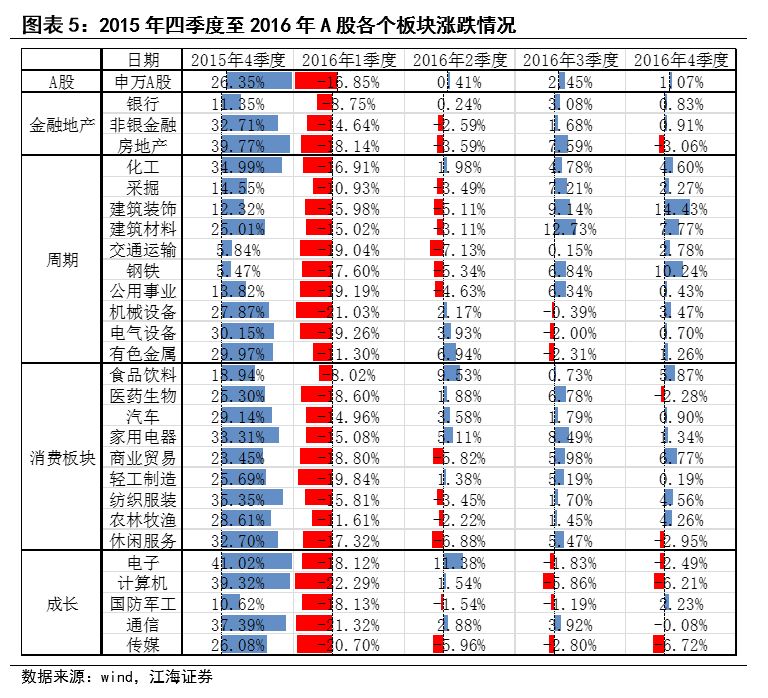 图表 5：2015 年四季度至 2016 年 A 股各个板块涨跌情况
日期 2015年4季度 2016年1季度 2016年2季度 2016年3季度 2016年4季度
A股 申万A股 26.35% -15.85% 0.41% 2.45% 1.07%
金融地产
银行 11.35% -8.75% 0.24% 3.08% 0.83%
非银金融 32.71% -14.64% -2.59% 1.68% 0.91%
房地产 39.77% -18.14% -3.59% 7.59% -3.06%
周期
化工 34.99% -16.91% 1.98% 4.78% 4.60%
采掘 14.55% -10.93% -3.49% 7.21% 2.27%
建筑装饰 12.32% -15.98% -5.11% 9.14% 14.43%
建筑材料 25.01% -15.02% -3.11% 12.73% 7.77%
交通运输 5.84% -19.04% -7.13% 0.15% 2.78%
钢铁 5.47% -17.60% -5.34% 6.84% 10.24%
公用事业 13.82% -19.19% -4.63% 6.34% 0.43%
机械设备 27.87% -21.03% 2.17% -0.39% 3.47%
电气设备 30.15% -19.26% 3.93% -2.00% 0.70%
有色金属 29.97% -11.30% 6.94% -2.31% 1.26%
消费板块
食品饮料 13.94% -8.02% 9.53% 0.73% 5.87%
医药生物 25.30% -18.60% 1.88% 6.78% -2.28%
汽车 29.14% -14.96% 3.58% 1.79% 0.90%
家用电器 33.31% -15.08% 5.11% 8.49% 1.34%
商业贸易 23.45% -18.80% -5.82% 5.98% 6.77%
轻工制造 25.69% -19.84% 1.38% 5.19% 0.19%
纺织服装 35.35% -15.81% -3.45% 1.70% 4.56%
农林牧渔 28.61% -11.61% -2.22% 1.45% 4.26%
休闲服务 32.70% -17.32% -6.88% 5.47% -2.95%
成长
电子 41.02% -18.12% 11.38% -1.83% -2.49%
计算机 39.32% -22.29% 1.54% -5.86% -6.21%
国防军工 10.62% -18.13% -1.54% -1.19% 2.23%
通信 37.39% -21.32% 2.88% 3.92% -0.08%
传媒 26.08% -20.70% -5.96% -2.80% -6.72%
数据来源：wind，江海证券